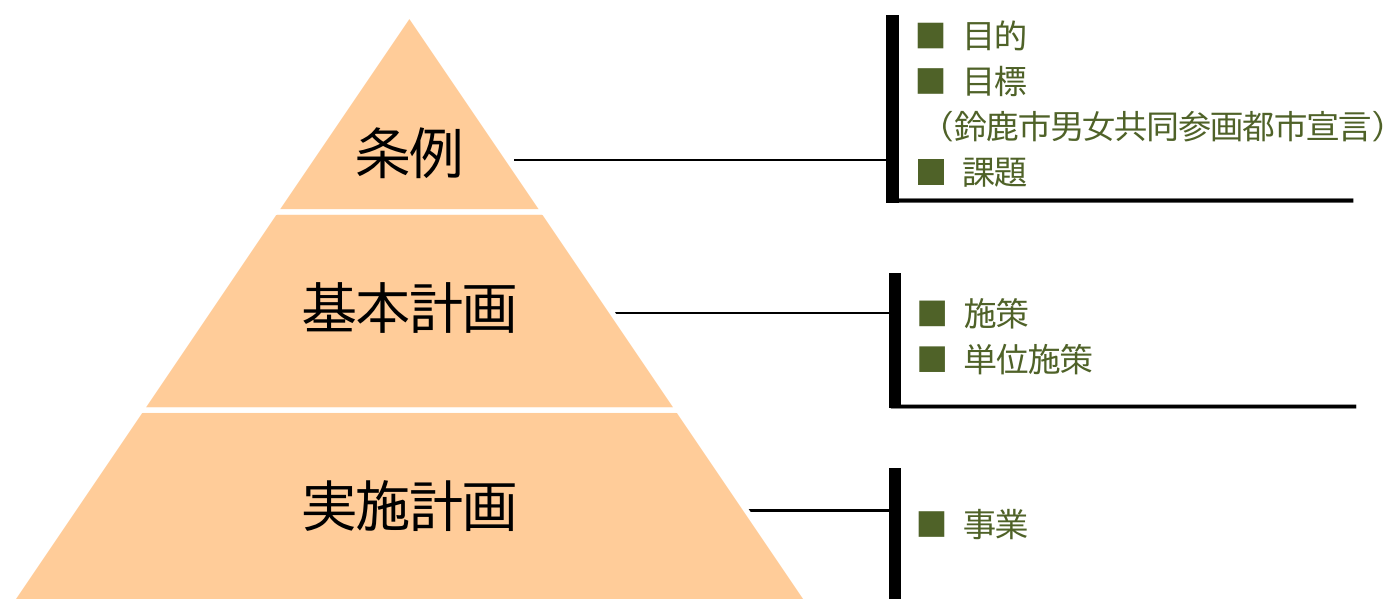 条例
■ 目的
■ 目標
（鈴鹿市男女共同参画都市宣言）
■ 課題
基本計画
■ 施策
■ 単位施策
実施計画
■ 事業